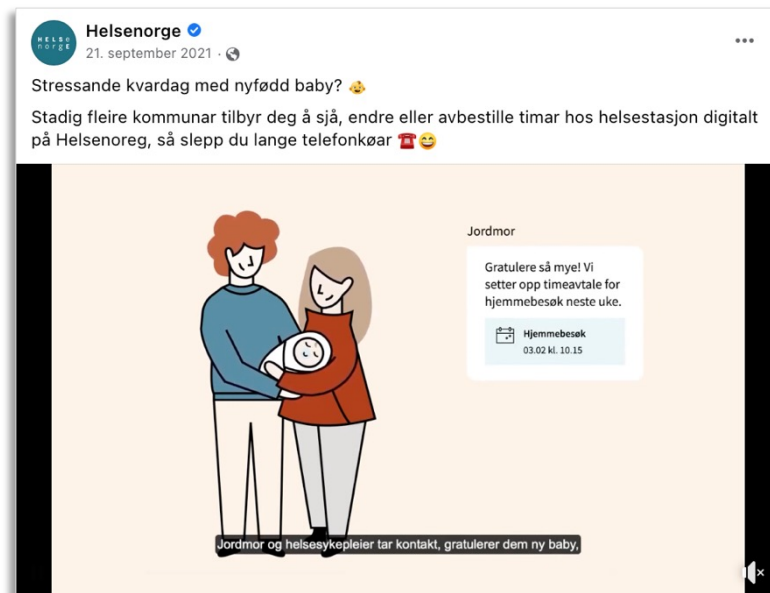 HELSE
norge
Helsenorge
21. september 2021 ·
Stressande kvardag med nyfødd baby? 👶
Stadig fleire kommunar tilbyr deg å sjå, endre eller avbestille timar hos helsestasjon digitalt
på Helsenoreg, så slepp du lange telefonkøar ☎️😄
Jordmor
Gratulere så mye! Vi
setter opp timeavtale for
hjemmebesøk neste uke.
Hjemmebesøk
03.02 kl. 10.15
Jordmor og helsesykepleier tar kontakt, gratulerer dem ny baby,